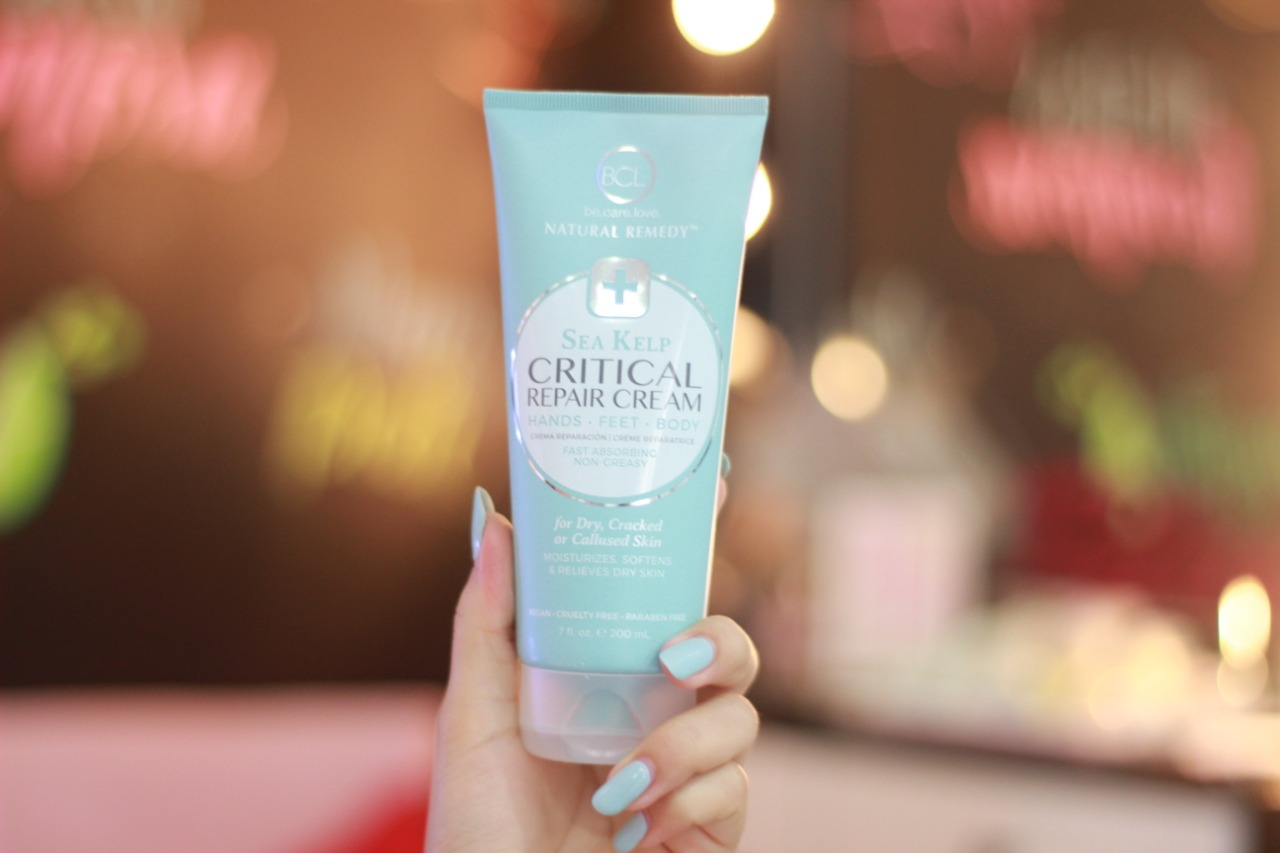 BCL
be.care.love.
NATURAL REMEDY™
SEA KELP
CRITICAL
REPAIR CREAM
HANDS • FEET • BODY
CREMA REPARACIÓN | CRÈME RÉPARATRICE
FAST ABSORBING
NON-GREASY
for Dry, Cracked
or Callused Skin
MOISTURIZES, SOFTENS
& RELIEVES DRY SKIN
VEGAN • CRUELTY FREE • PARABEN FREE
7 fl. oz. ℮ 200 mL